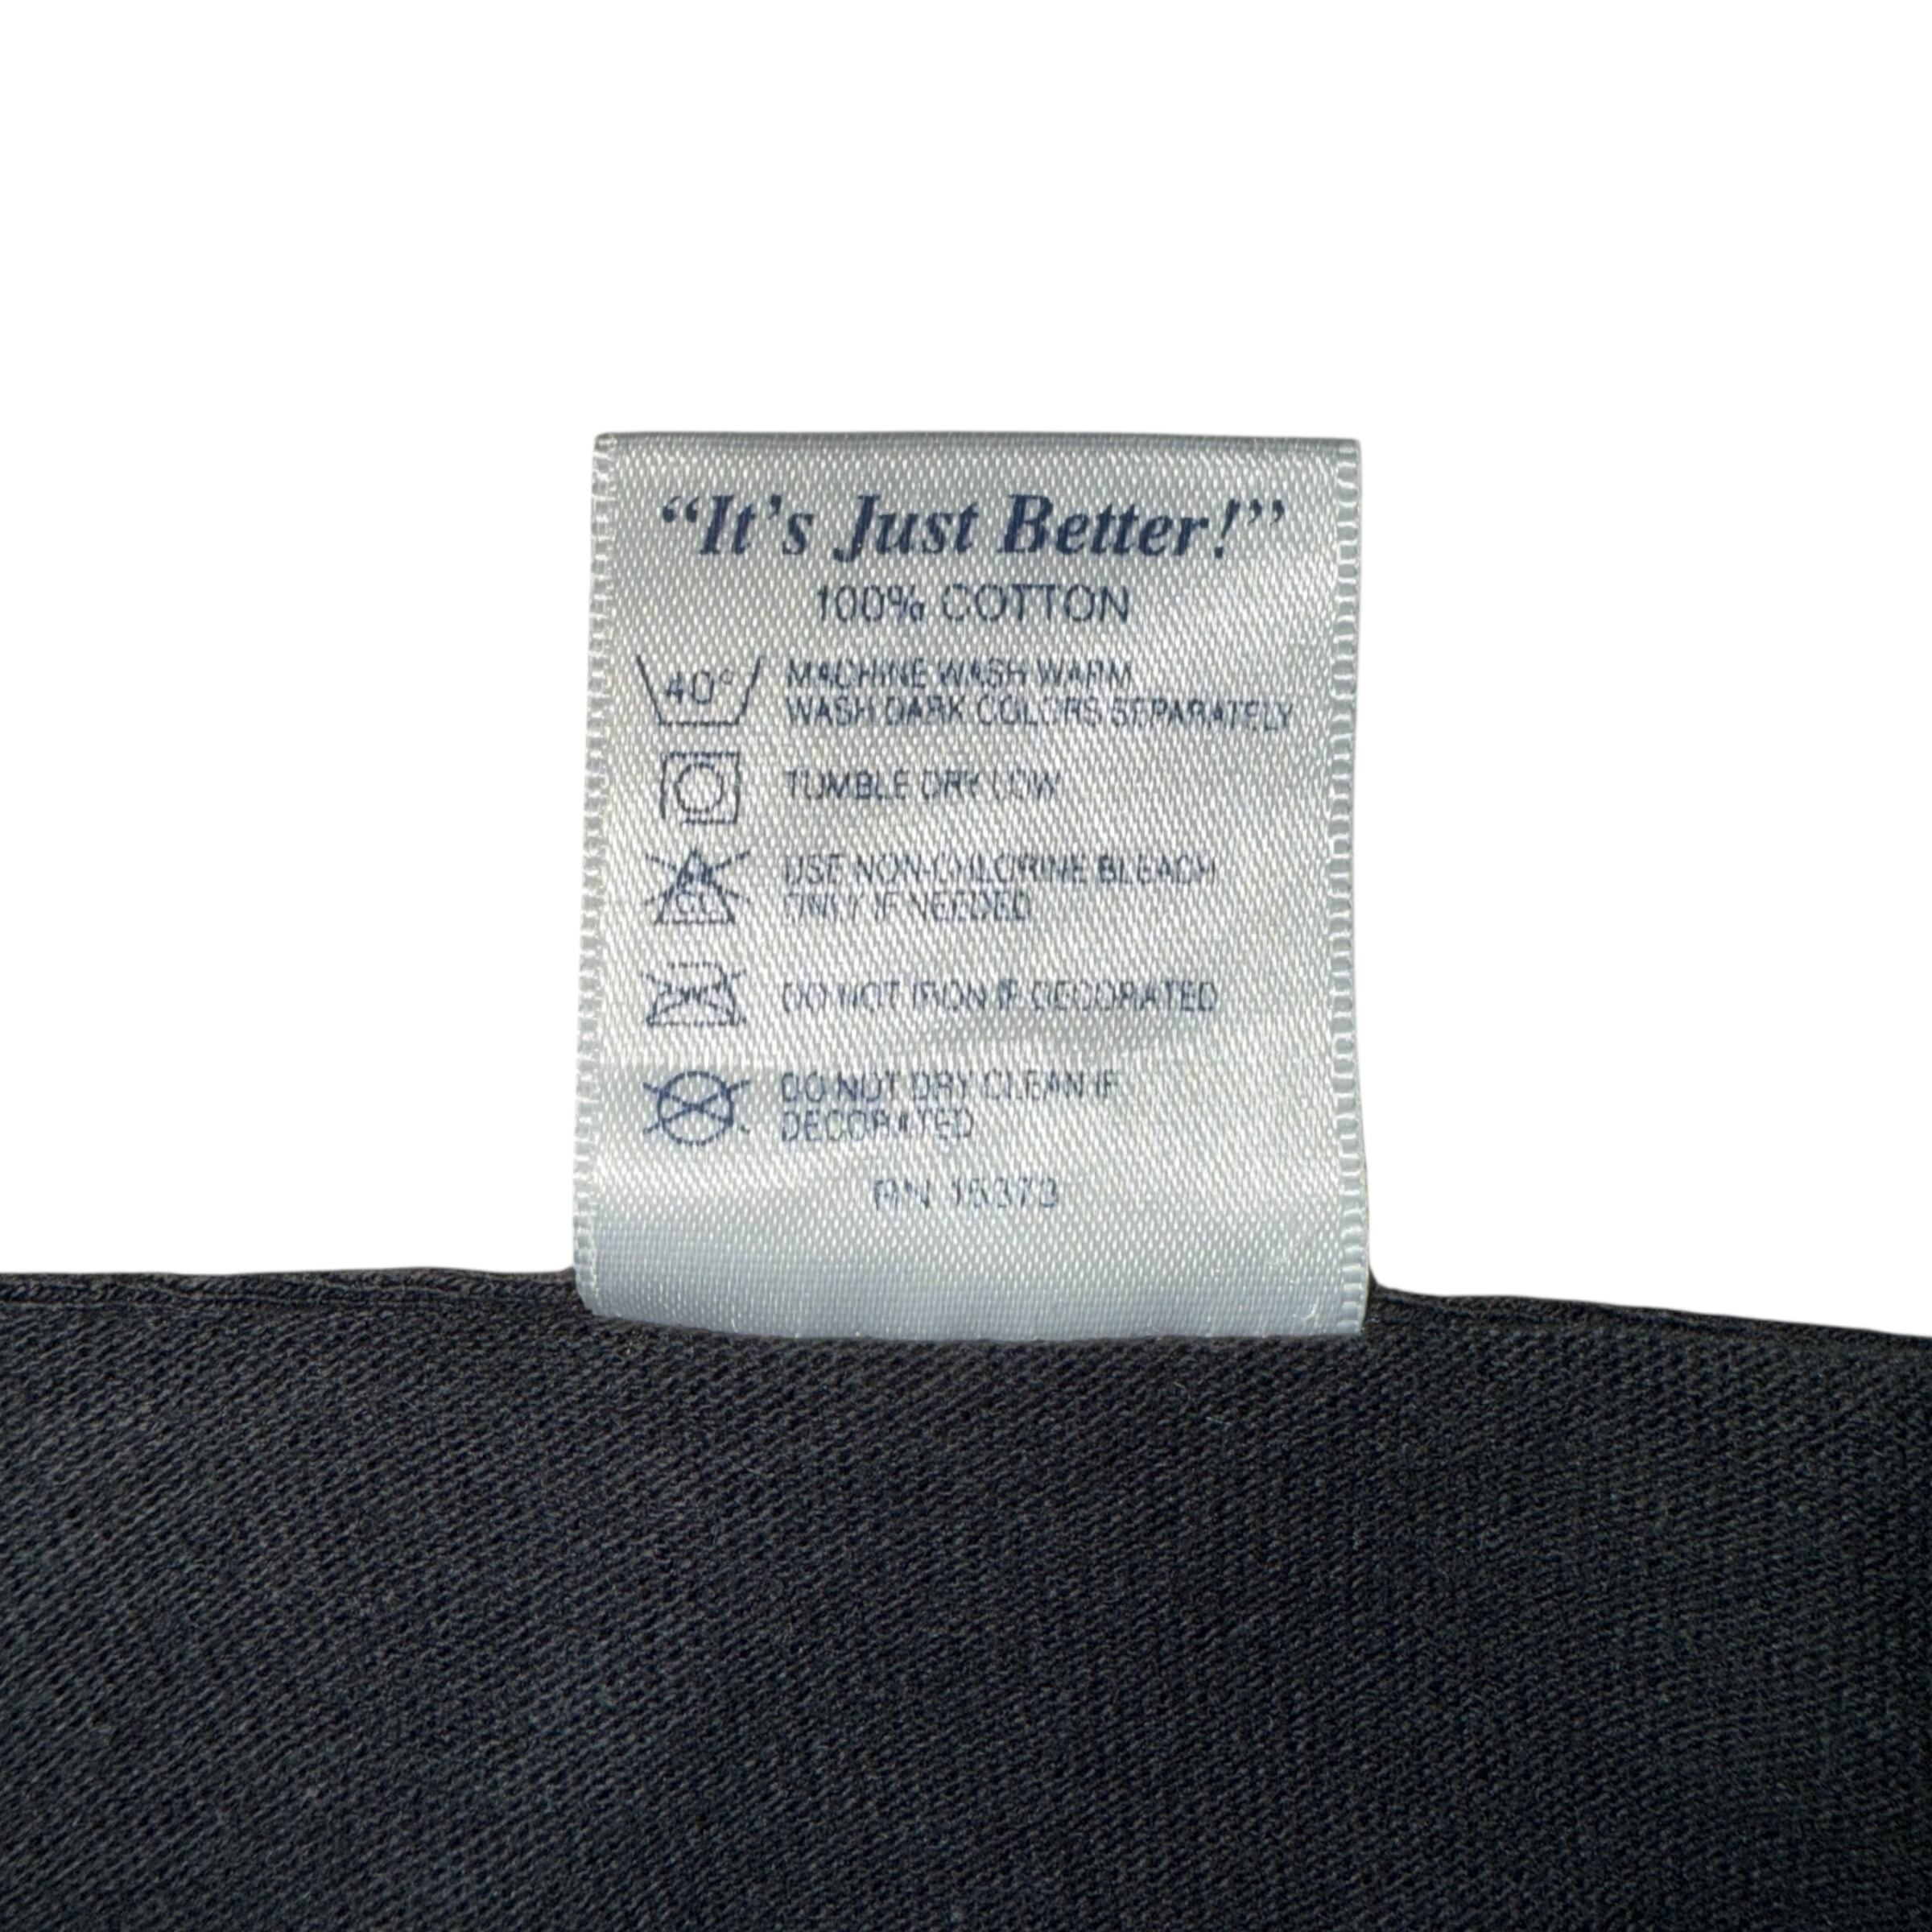 “It’s Just Better!”
100% COTTON
40°
MACHINE WASH WARM
WASH DARK COLORS SEPARATELY
TUMBLE DRY LOW
CL
USE NON-CHLORINE BLEACH
ONLY IF NEEDED
DO NOT IRON IF DECORATED
DO NOT DRY CLEAN IF
DECORATED
RN 15373